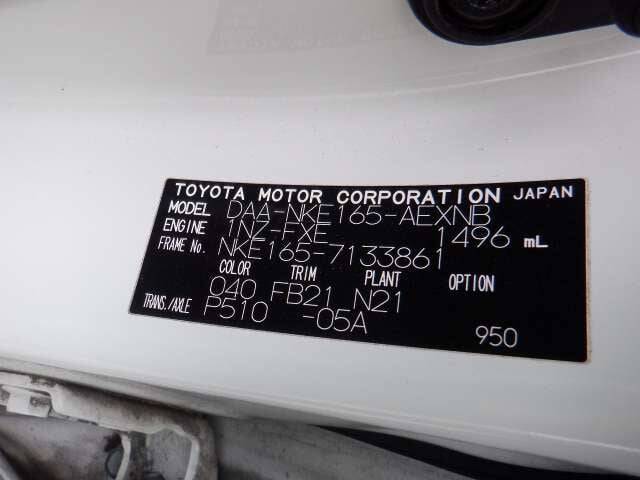 TOYOTA MOTOR CORPORATION JAPAN
MODEL DAA-NKE165-AEXNB
ENGINE 1NZ-FXE 1496 mL
FRAME No. NKE165-7133861
COLOR TRIM PLANT OPTION
040 FB21 N21
TRANS./AXLE P510 -05A
950